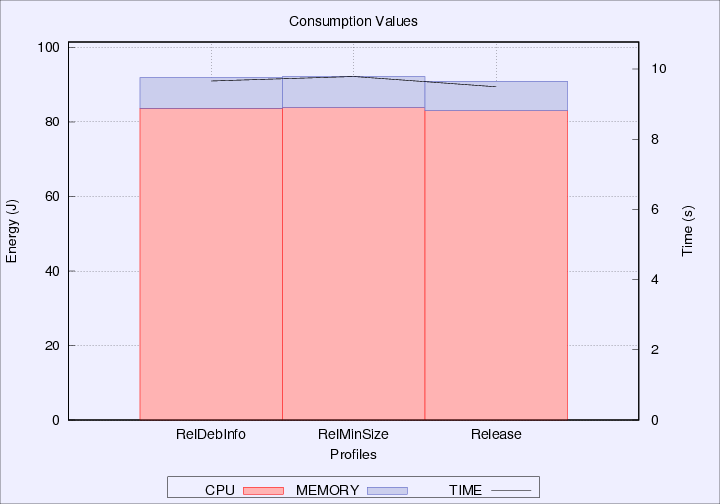 Consumption Values
100
80
60
40
20
0
Energy (J)
10
8
6
4
2
0
Time (s)
RelDebInfo RelMinSize Release
Profiles
CPU MEMORY TIME